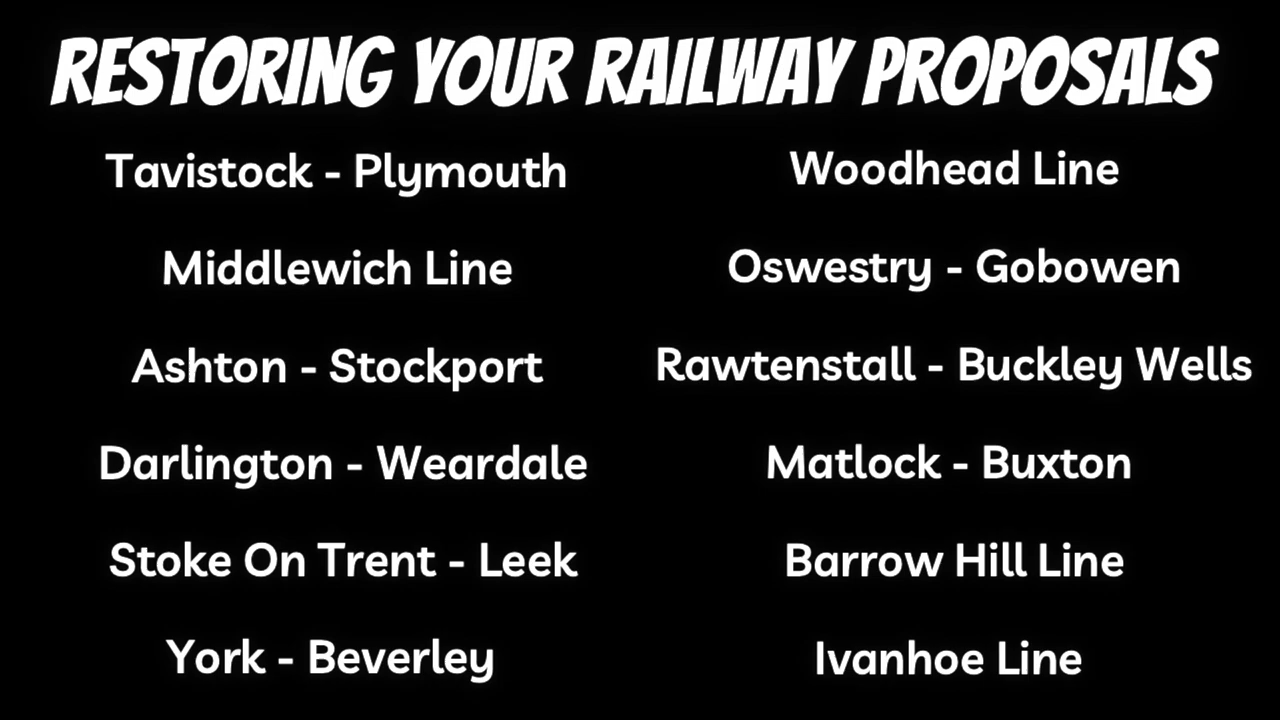 RESTORING YOUR RAILWAY PROPOSALS
Tavistock - Plymouth
Middlewich Line
Ashton - Stockport
Darlington - Weardale
Stoke On Trent - Leek
York - Beverley
Woodhead Line
Oswestry - Gobowen
Rawtenstall - Buckley Wells
Matlock - Buxton
Barrow Hill Line
Ivanhoe Line